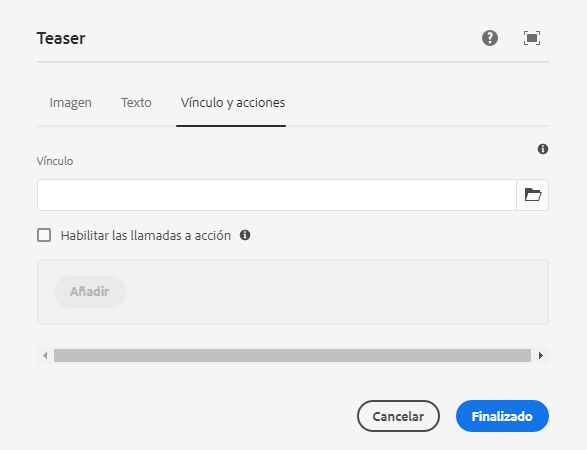 Teaser
Imagen Texto Vínculo y acciones
Vínculo
Habilitar las llamadas a acción
Añadir
Cancelar Finalizado